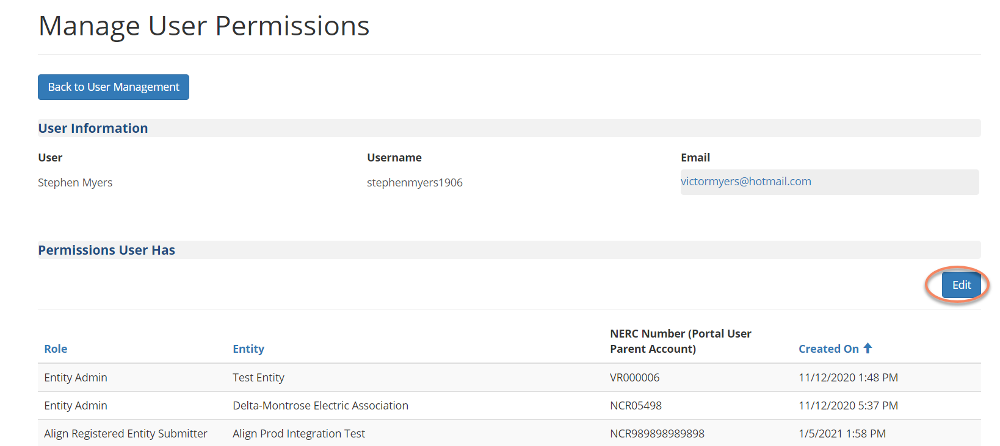 Manage User Permissions
Back to User Management
User Information
User Username Email
Stephen Myers stephenmyers1906 victormyers@hotmail.com
Permissions User Has
Edit
NERC Number (Portal User
Role Entity Parent Account) Created On
Entity Admin Test Entity VR000006 11/12/2020 1:48 PM
Entity Admin Delta-Montrose Electric Association NCR05498 11/12/2020 5:37 PM
Align Registered Entity Submitter Align Prod Integration Test NCR989898989898 1/5/2021 1:58 PM